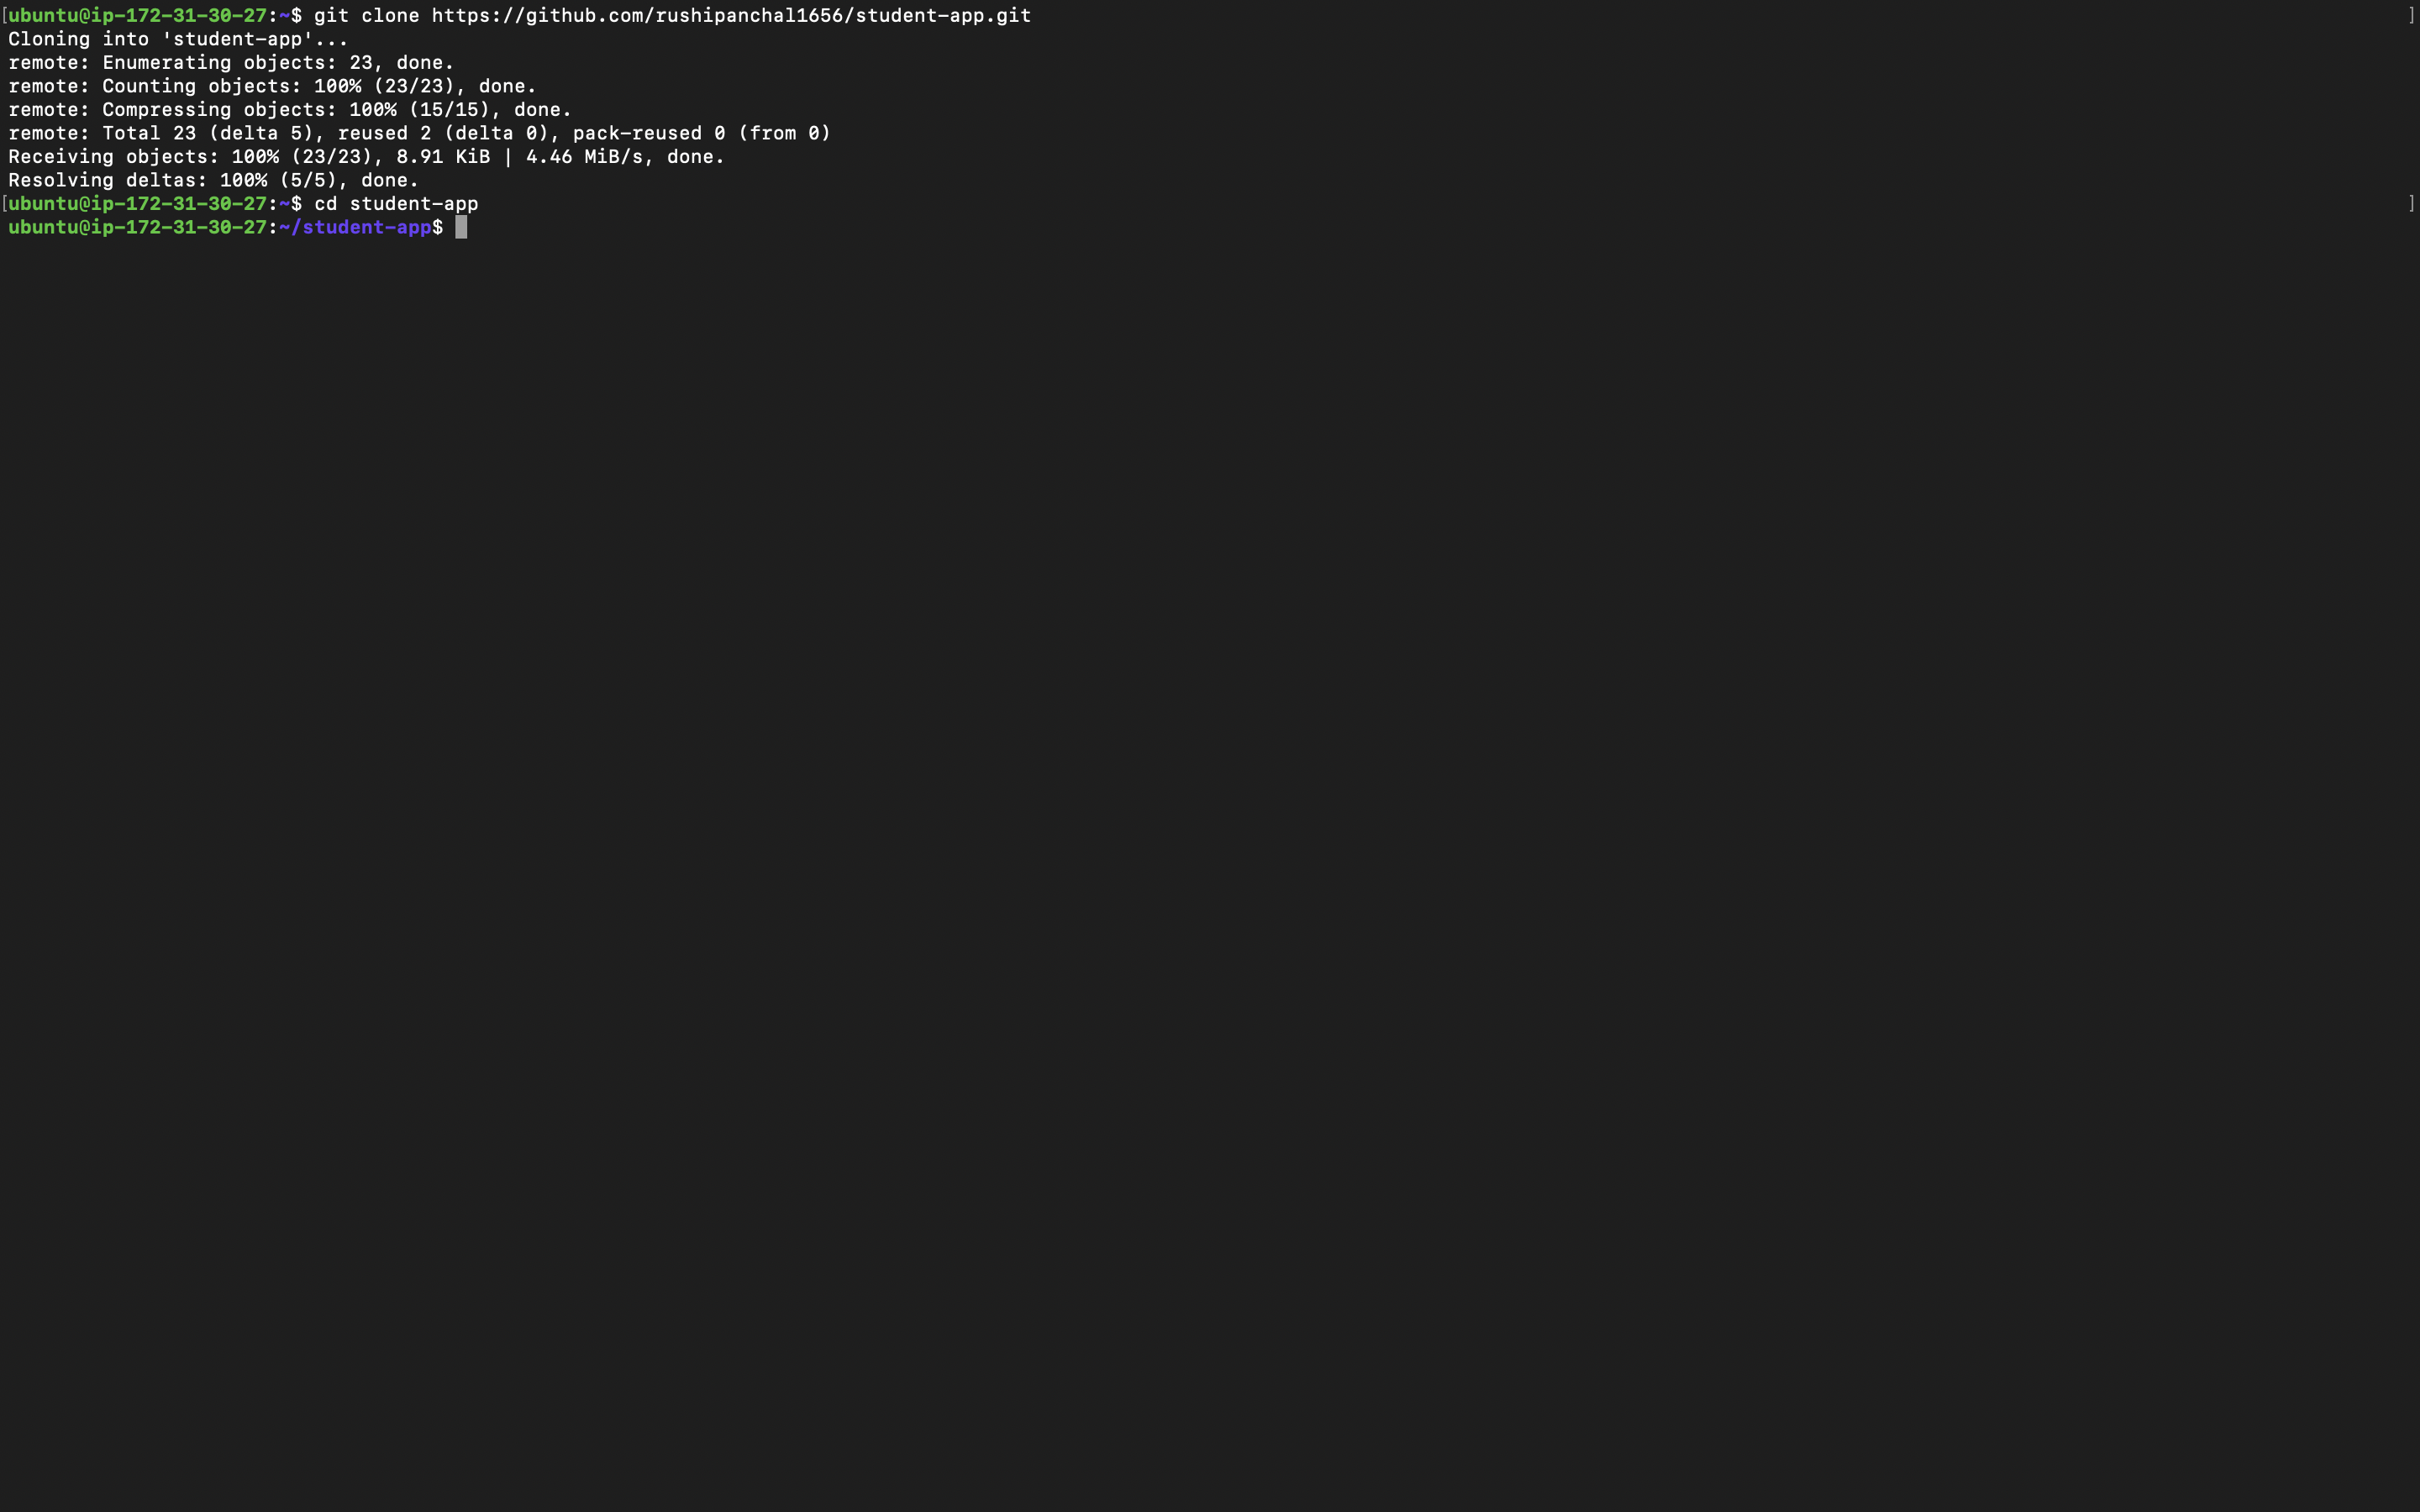 [ubuntu@ip-172-31-30-27:~$ git clone https://github.com/rushipanchal1656/student-app.git ]
Cloning into 'student-app'...
remote: Enumerating objects: 23, done.
remote: Counting objects: 100% (23/23), done.
remote: Compressing objects: 100% (15/15), done.
remote: Total 23 (delta 5), reused 2 (delta 0), pack-reused 0 (from 0)
Receiving objects: 100% (23/23), 8.91 KiB | 4.46 MiB/s, done.
Resolving deltas: 100% (5/5), done.
[ubuntu@ip-172-31-30-27:~$ cd student-app ]
ubuntu@ip-172-31-30-27:~/student-app$